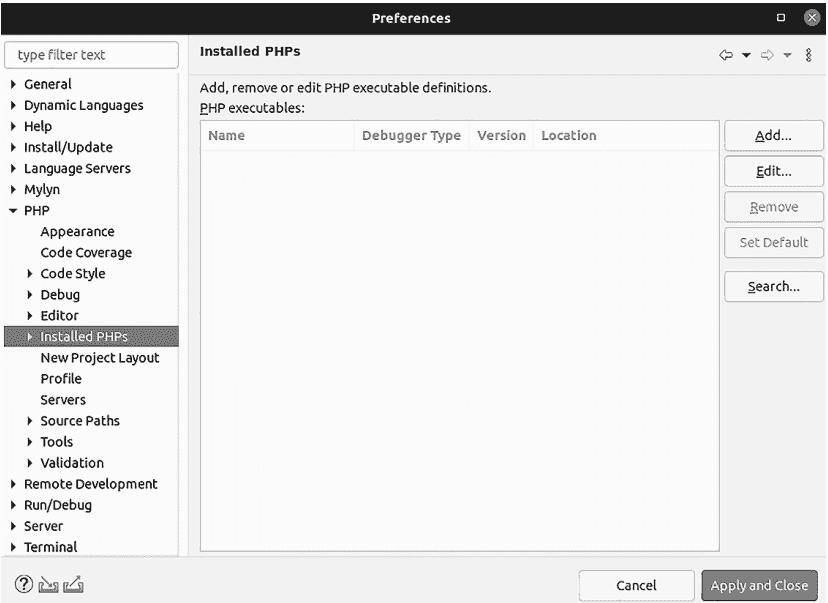 Preferences
type filter text
General
Dynamic Languages
Help
Install/Update
Language Servers
Mylyn
PHP
Appearance
Code Coverage
Code Style
Debug
Editor
Installed PHPs
New Project Layout
Profile
Servers
Source Paths
Tools
Validation
Remote Development
Run/Debug
Server
Terminal
Installed PHPs
Add, remove or edit PHP executable definitions.
PHP executables:
Name Debugger Type Version Location
Add...
Edit...
Remove
Set Default
Search...
Cancel
Apply and Close